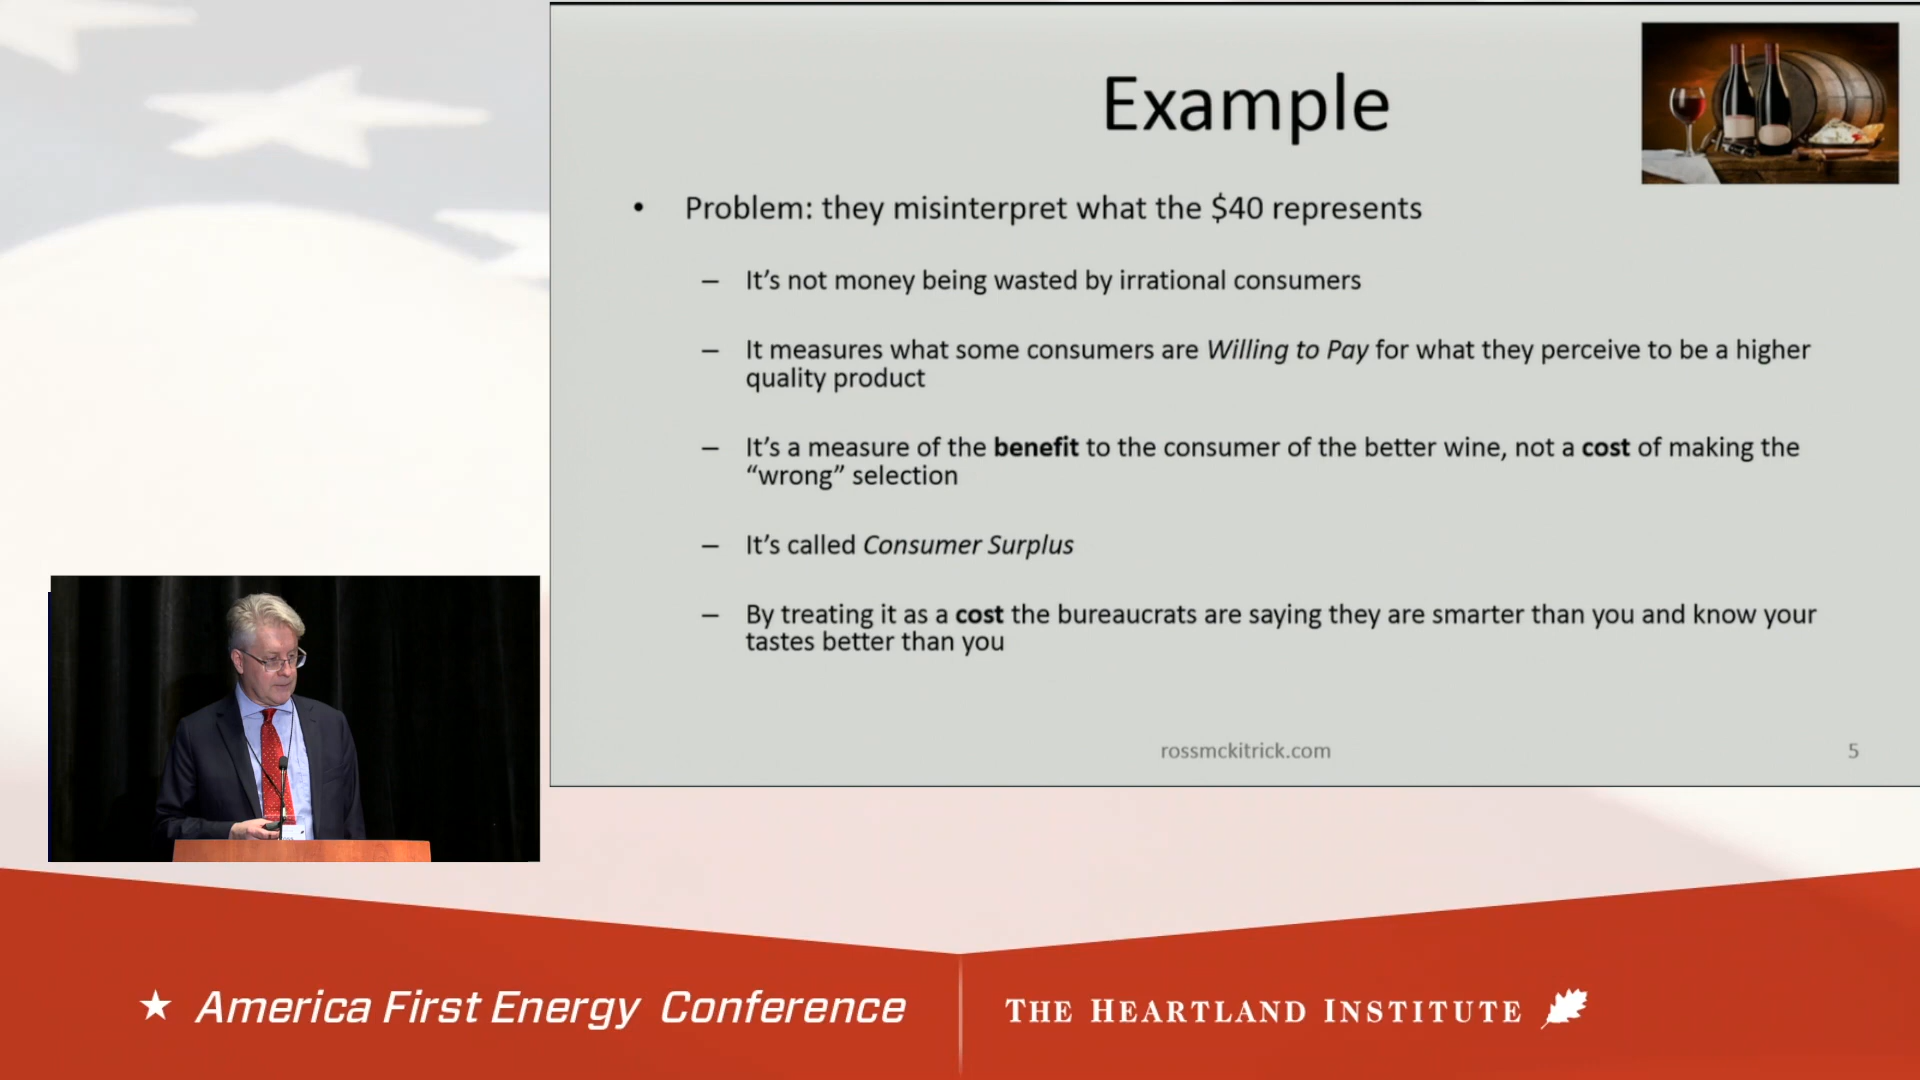 Example
• Problem: they misinterpret what the $40 represents
– It's not money being wasted by irrational consumers
– It measures what some consumers are Willing to Pay for what they perceive to be a higher
quality product
– It's a measure of the benefit to the consumer of the better wine, not a cost of making the
“wrong” selection
– It's called Consumer Surplus
– By treating it as a cost the bureaucrats are saying they are smarter than you and know your
tastes better than you
rossmckitrick.com
5
America First Energy Conference
THE HEARTLAND INSTITUTE